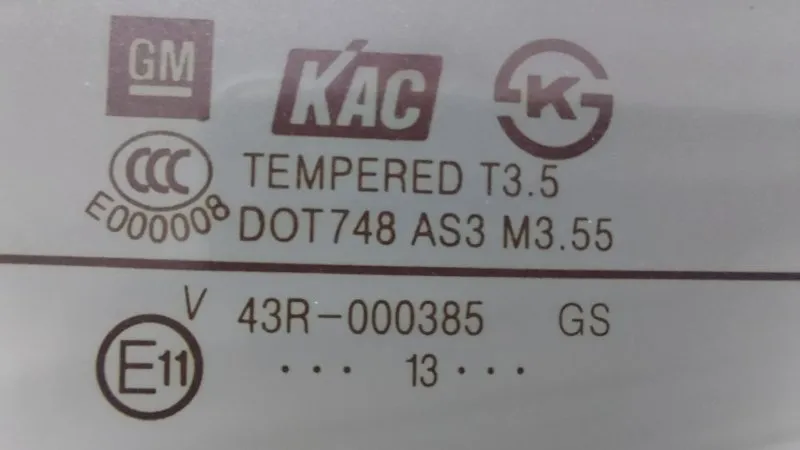 GM KAC K
CCC TEMPERED T3.5
E000008 DOT748 AS3 M3.55
V 43R-000385 GS
E11 ... 13 ...